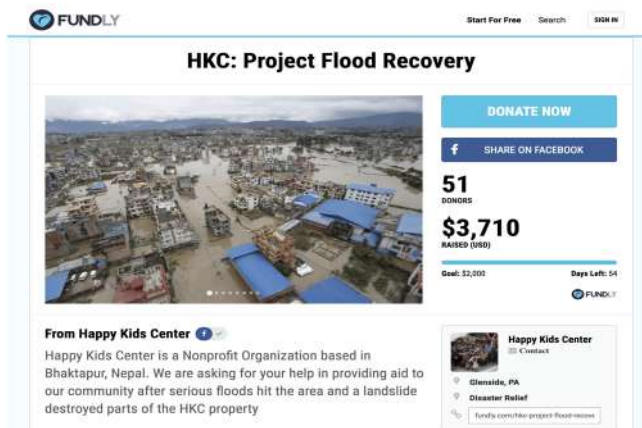 FUNDLY
Start For Free Search SIGN IN
HKC: Project Flood Recovery
DONATE NOW
f SHARE ON FACEBOOK
51
DONORS
$3,710
RAISED (USD)
Goal: $2,000 Days Left: 54
FUNDLY
From Happy Kids Center
Happy Kids Center is a Nonprofit Organization based in
Bhaktapur, Nepal. We are asking for your help in providing aid to
our community after serious floods hit the area and a landslide
destroyed parts of the HKC property
Happy Kids Center
Contact
Glenside, PA
Disaster Relief
fundly.com/hkc-project-flood-recove